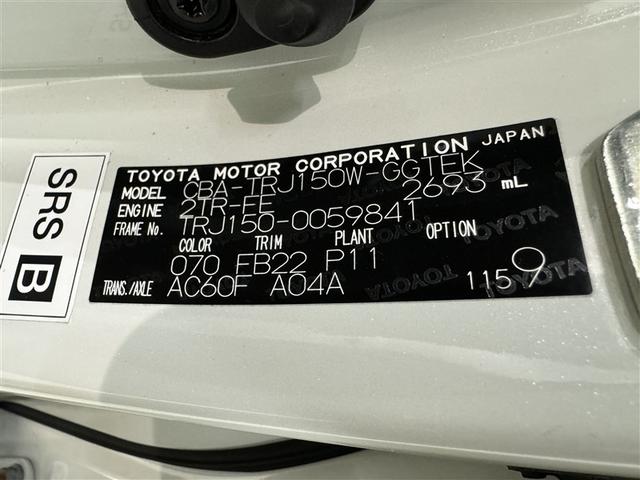 TOYOTA MOTOR CORPORATION JAPAN
MODEL CBA-TRJ150W-GGTEK
ENGINE 2TR-FE 2693 mL
FRAME No. TRJ150-0059841
COLOR TRIM PLANT OPTION
070 FB22 P11
TRANS./AXLE AC60F A04A 1159
SRS B